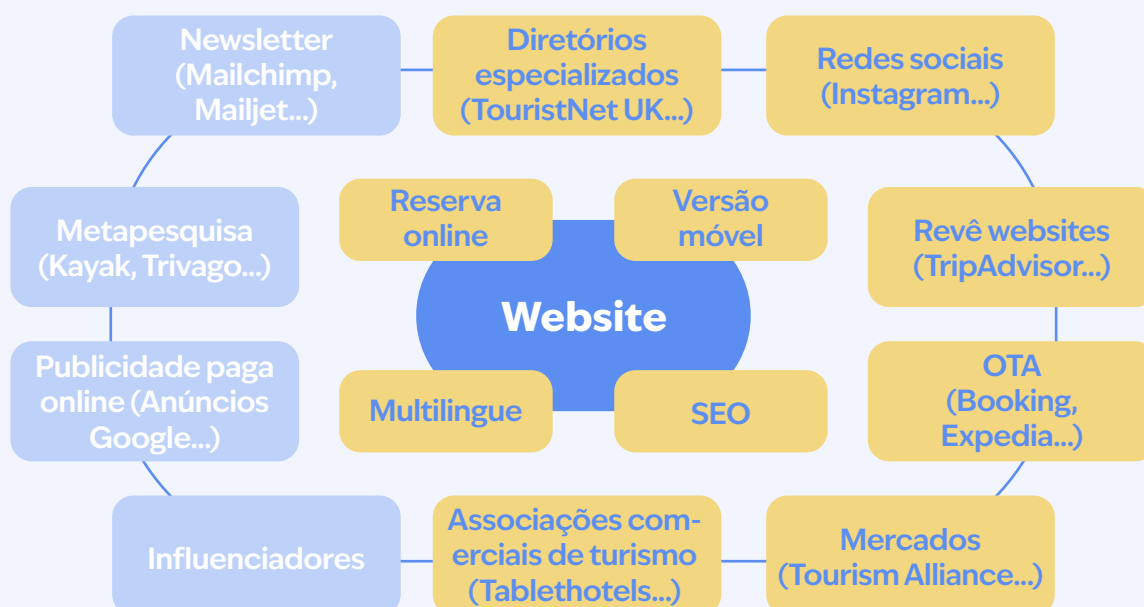 Newsletter
(Mailchimp,
Mailjet...)
Diretórios
especializados
(TouristNet UK...)
Redes sociais
(Instagram...)
Metapesquisa
(Kayak, Trivago...)
Reserva
online
Versão
móvel
Revê websites
(TripAdvisor...)
Website
Publicidade paga
online (Anúncios
Google...)
Multilingue
SEO
OTA
(Booking,
Expedia...)
Influenciadores
Associações com-
erciais de turismo
(Tablethotels...)
Mercados
(Tourism Alliance...)